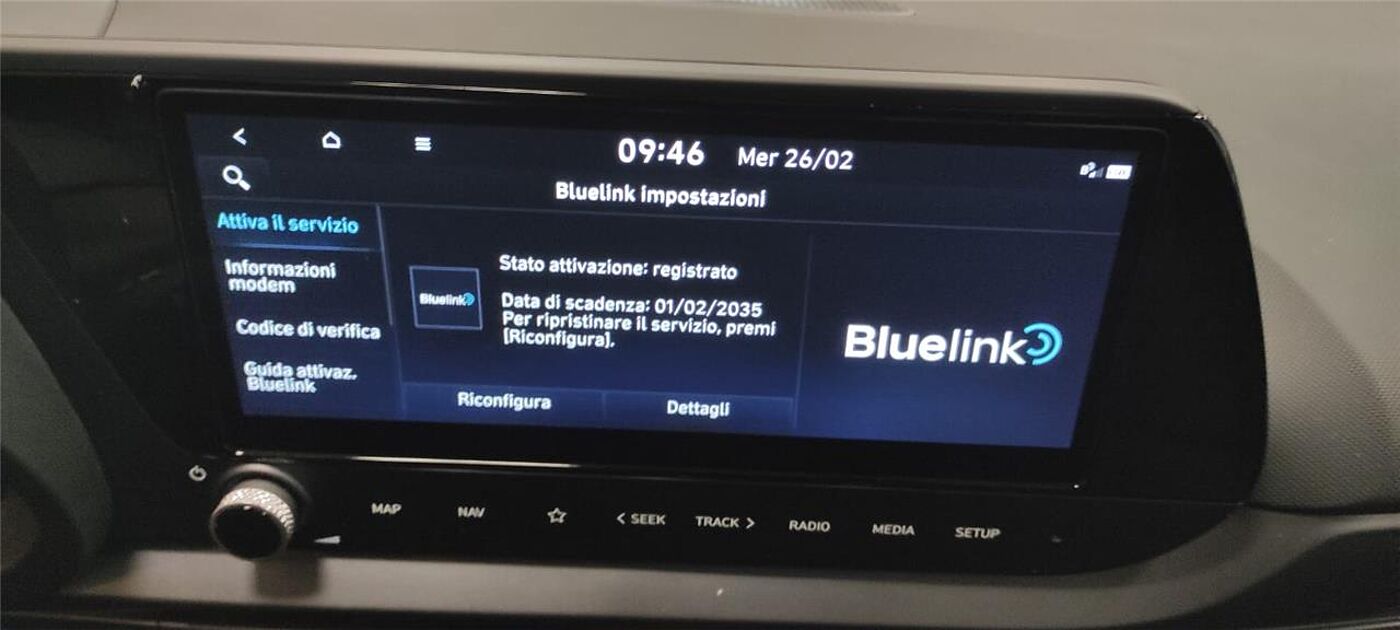 09:46 Mer 26/02
Bluelink impostazioni
Attiva il servizio
Informazioni
modem
Codice di verifica
Guida attivaz.
Bluelink
Bluelink
Stato attivazione: registrato
Data di scadenza: 01/02/2035
Per ripristinare il servizio, premi
[Riconfigura].
Riconfigura
Dettagli
Bluelink
MAP NAV < SEEK TRACK > RADIO MEDIA SETUP